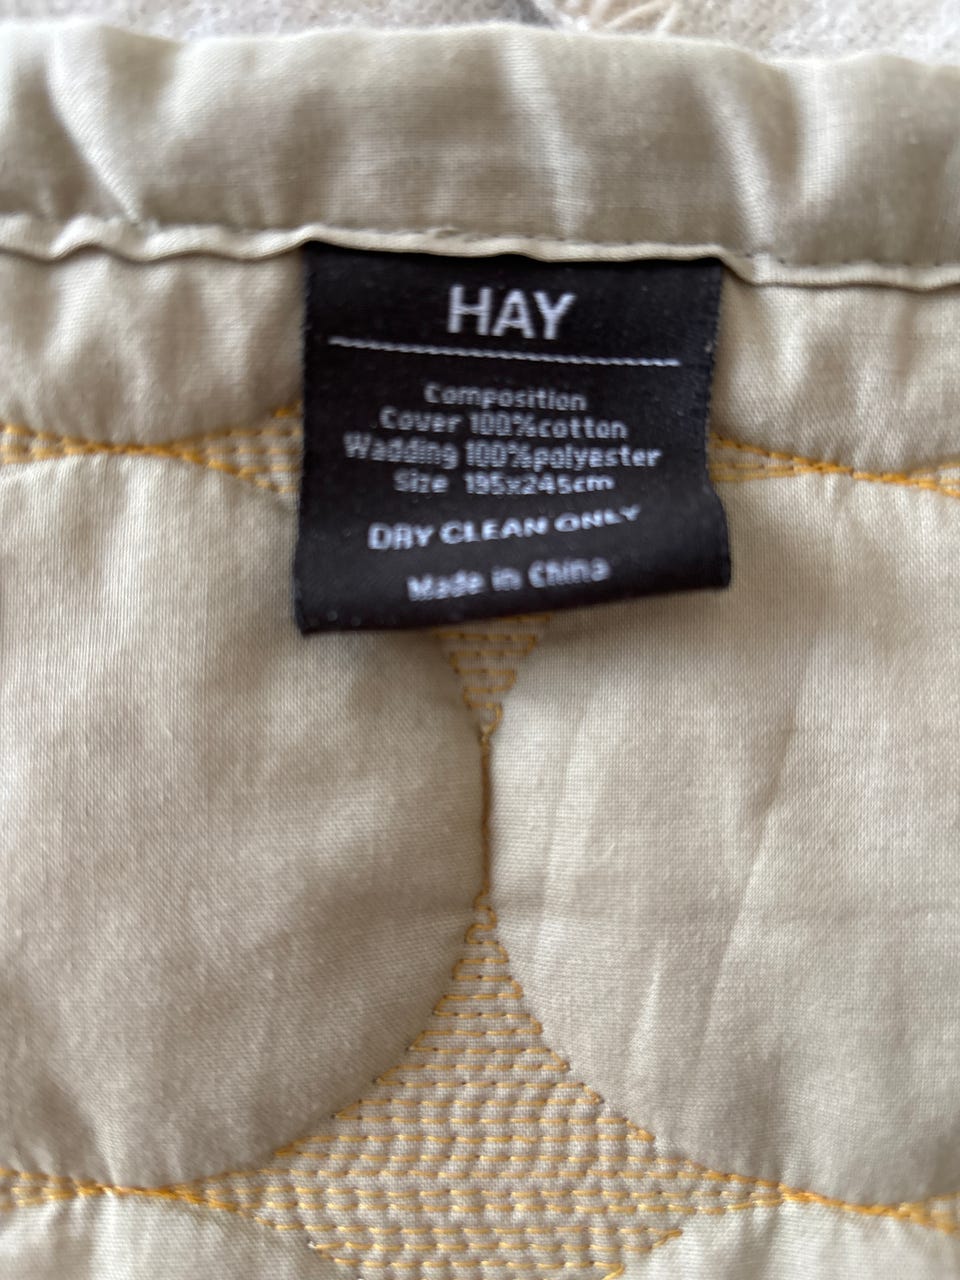 HAY
Composition
Cover 100%cotton
Wadding 100%polyester
Size 195x245cm
DRY CLEAN ONLY
Made in China